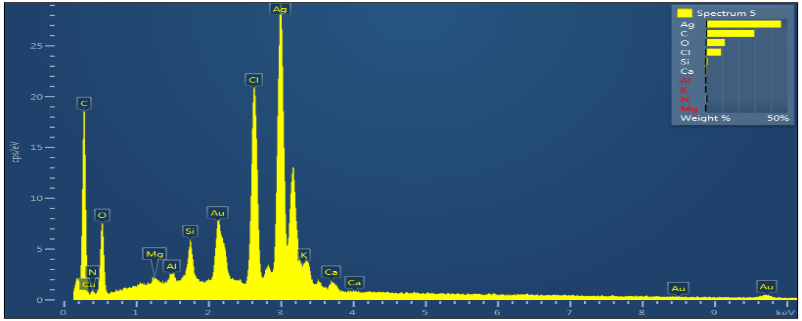 Spectrum 5
Ag
C
O
Cl
Si
Ca
Al
K
N
Mg
Weight % 50%
Ag
25
Cl
20
C
15
cps/eV
10
Au
O
Si
5
Mg
K
Al
N
Ca
Ca
Ca
Au
Au
0
0 1 2 3 4 5 6 7 8 9 keV